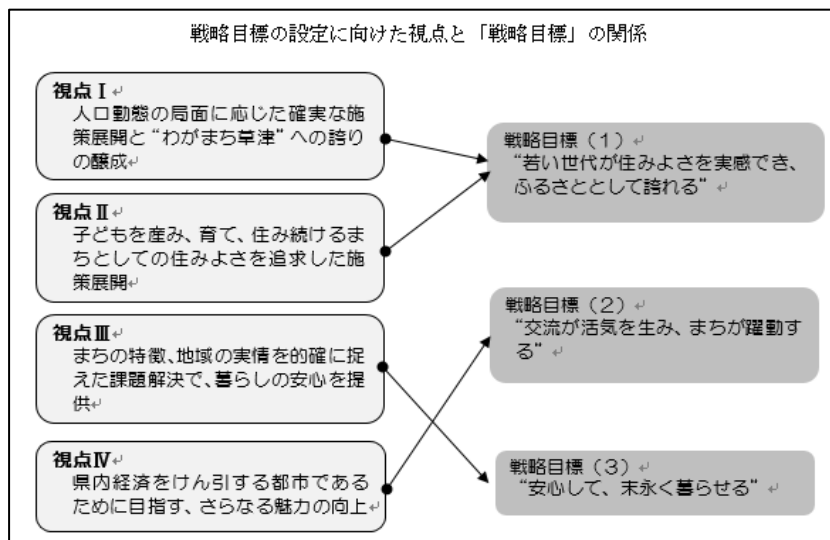 戦略目標の設定に向けた視点と「戦略目標」の関係
視点Ⅰ
人口動態の局面に応じた確実な施
策展開と“わがまち草津”への誇り
の醸成
視点Ⅱ
子どもを産み、育て、住み続けるま
ちとしての住みよさを追求した施
策展開
視点Ⅲ
まちの特徴、地域の実情を的確に捉
えた課題解決で、暮らしの安心を提
供
視点Ⅳ
県内経済をけん引する都市である
ために目指す、さらなる魅力の向上
戦略目標(1)
“若い世代が住みよさを実感でき、
ふるさととして誇れる”
戦略目標(2)
“交流が活気を生み、まちが躍動す
る”
戦略目標(3)
“安心して、末永く暮らせる”